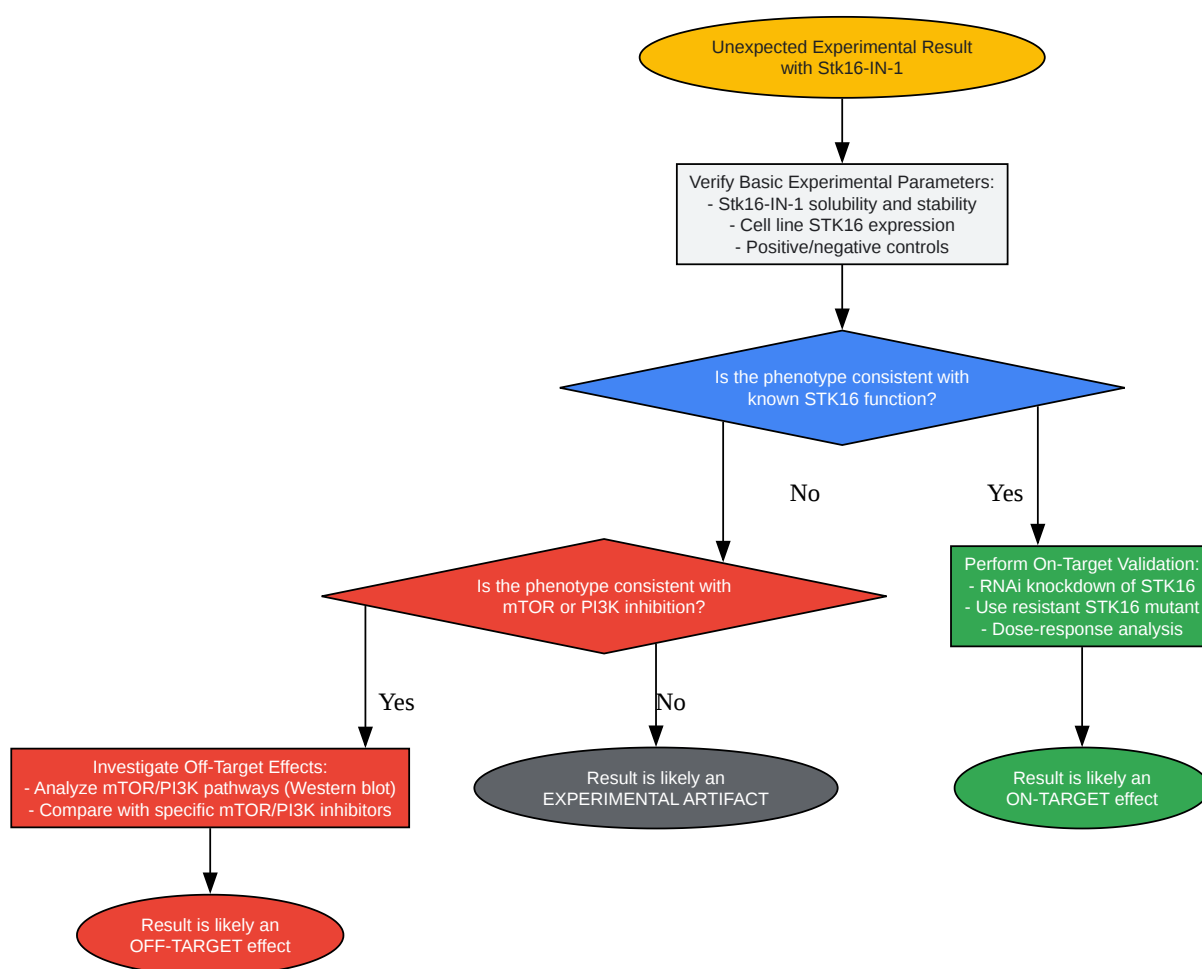 Unexpected Experimental Result
with Stk16-IN-1
Verify Basic Experimental Parameters:
- Stk16-IN-1 solubility and stability
- Cell line STK16 expression
- Positive/negative controls
Is the phenotype consistent with
known STK16 function?
No
Yes
Is the phenotype consistent with
mTOR or PI3K inhibition?
Perform On-Target Validation:
- RNAi knockdown of STK16
- Use resistant STK16 mutant
- Dose-response analysis
Yes
No
Investigate Off-Target Effects:
- Analyze mTOR/PI3K pathways (Western blot)
- Compare with specific mTOR/PI3K inhibitors
Result is likely an
EXPERIMENTAL ARTIFACT
Result is likely an
ON-TARGET effect
Result is likely an
OFF-TARGET effect